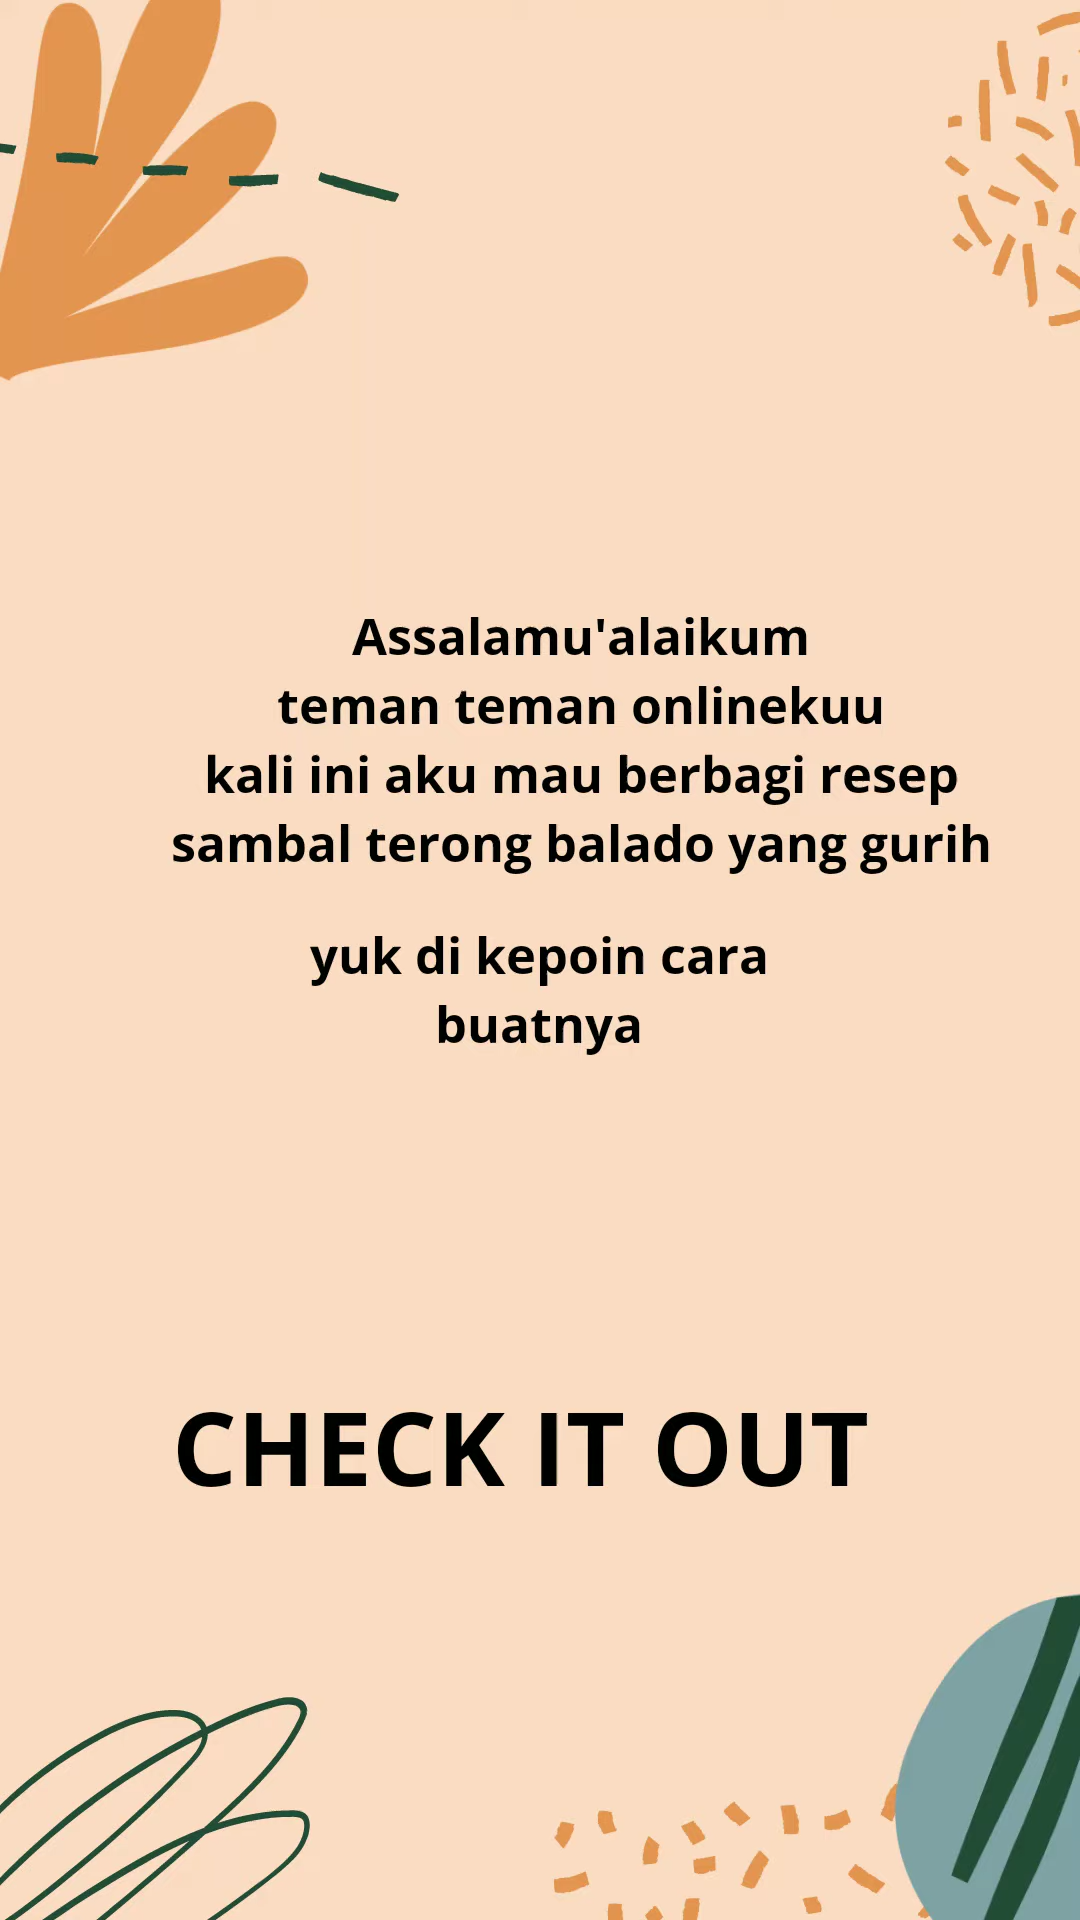 Assalamu'alaikum
teman teman onlinekuu
kali ini aku mau berbagi resep
sambal terong balado yang gurih
yuk di kepoin cara
buatnya
CHECK IT OUT